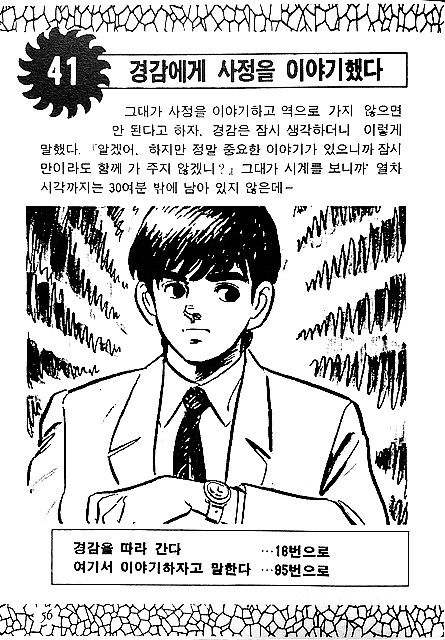 41
경감에게 사정을 이야기했다
그대가 사정을 이야기하고 역으로 가지 않으면
안 된다고 하자, 경감은 잠시 생각하더니 이렇게
말했다. 『알겠어. 하지만 정말 중요한 이야기가 있으니까 잠시
만이라도 함께 가 주지 않겠니?』 그대가 시계를 보니까 열차
시각까지는 30여분 밖에 남아 있지 않은데―
경감을 따라 간다 …16번으로
여기서 이야기하자고 말한다 …95번으로
56